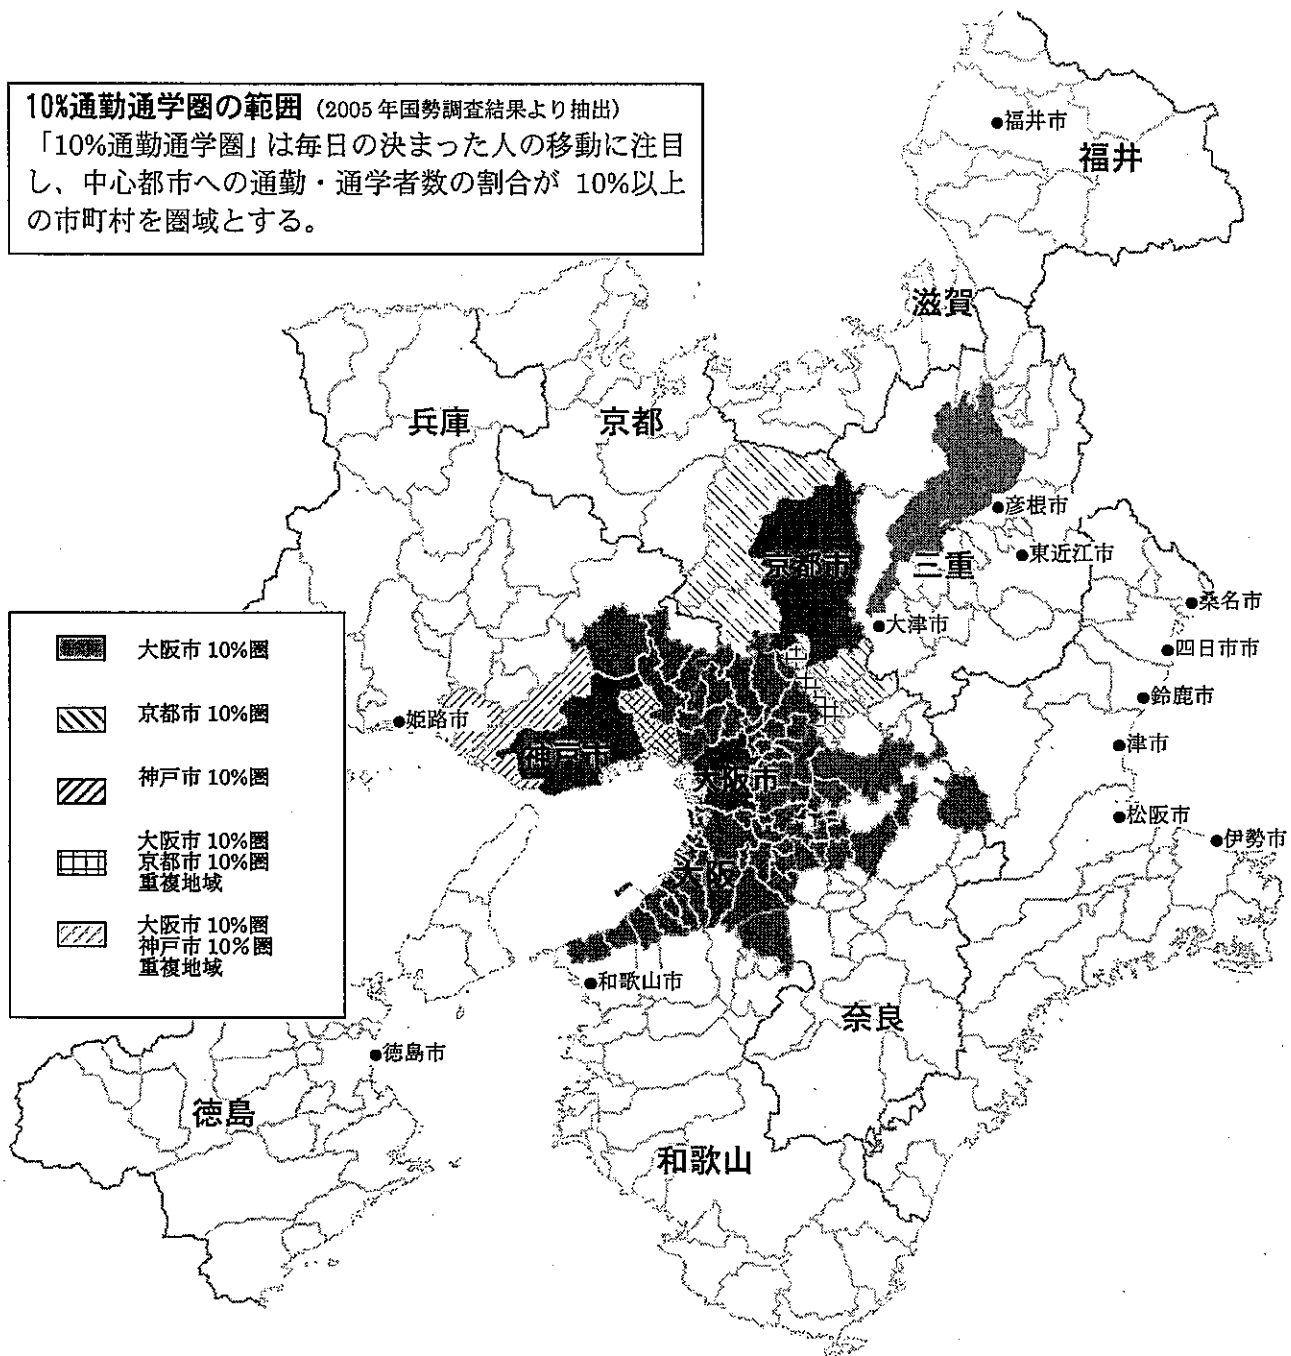 10%通勤通学圏の範囲（2005年国勢調査結果より抽出）
「10%通勤通学圏」は毎日の決まった人の移動に注目
し、中心都市への通勤・通学者数の割合が 10%以上
の市町村を圏域とする。
福井市
福井
滋賀
兵庫
京都
彦根市
京都市
三重
東近江市
桑名市
大津市
四日市市
鈴鹿市
姫路市
津市
神戸市
大阪市
松阪市
伊勢市
大阪
和歌山市
奈良
徳島市
徳島
和歌山
大阪市 10%圏
京都市 10%圏
神戸市 10%圏
大阪市 10%圏
京都市 10%圏
重複地域
大阪市 10%圏
神戸市 10%圏
重複地域